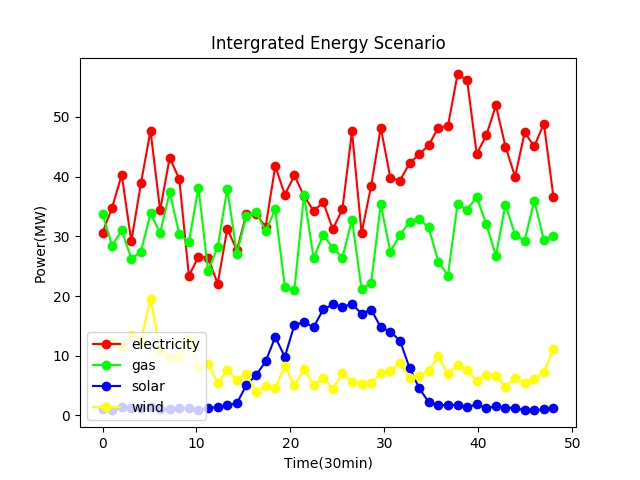 Intergrated Energy Scenario
Power(MW)
50
40
30
20
10
0
electricity
gas
solar
wind
0 10 20 30 40 50
Time(30min)